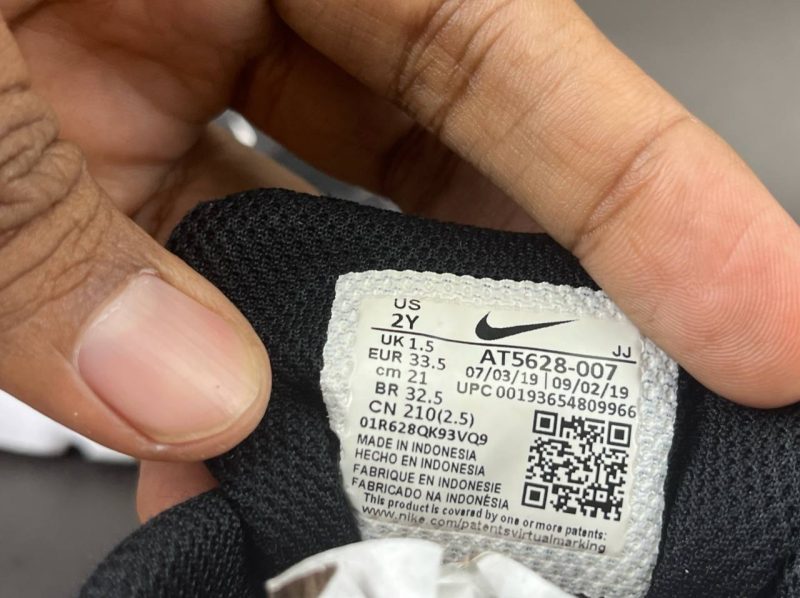 US
2Y
JJ
UK 1.5
AT5628-007
EUR 33.5
07/03/19 | 09/02/19
cm 21
UPC 00193654809966
BR 32.5
CN 210(2.5)
01R628QK93VQ9
MADE IN INDONESIA
HECHO EN INDONESIA
FABRIQUE EN INDONESIE
FABRICADO NA INDONÉSIA
This product is covered by one or more patents:
www.nike.com/patentsvirtualmarking